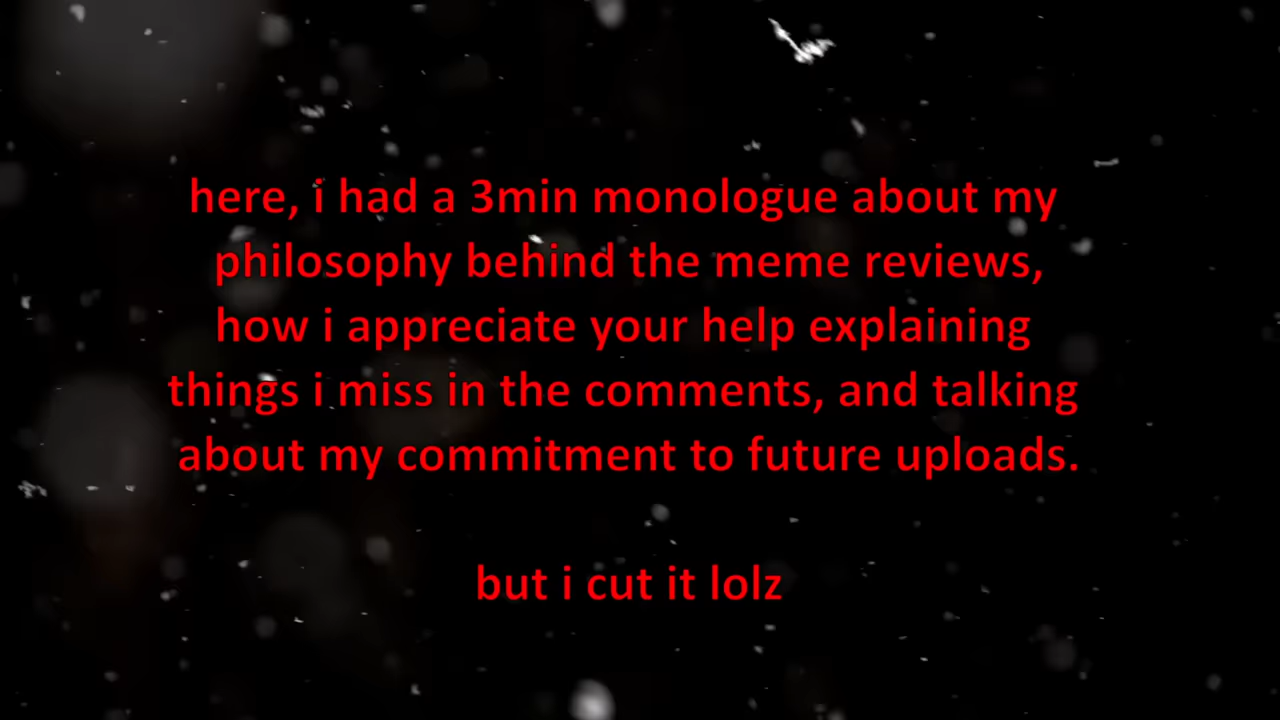 here, i had a 3min monologue about my
philosophy behind the meme reviews,
how i appreciate your help explaining
things i miss in the comments, and talking
about my commitment to future uploads.
but i cut it lolz